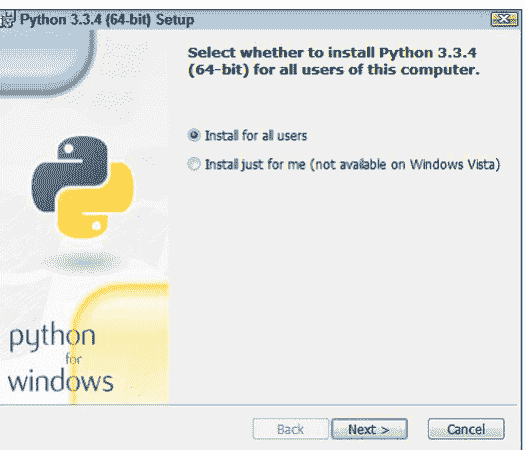 Python 3.3.4 (64-bit) Setup
Select whether to install Python 3.3.4
(64-bit) for all users of this computer.
Install for all users
Install just for me (not available on Windows Vista)
python
for
windows
Back
Next >
Cancel